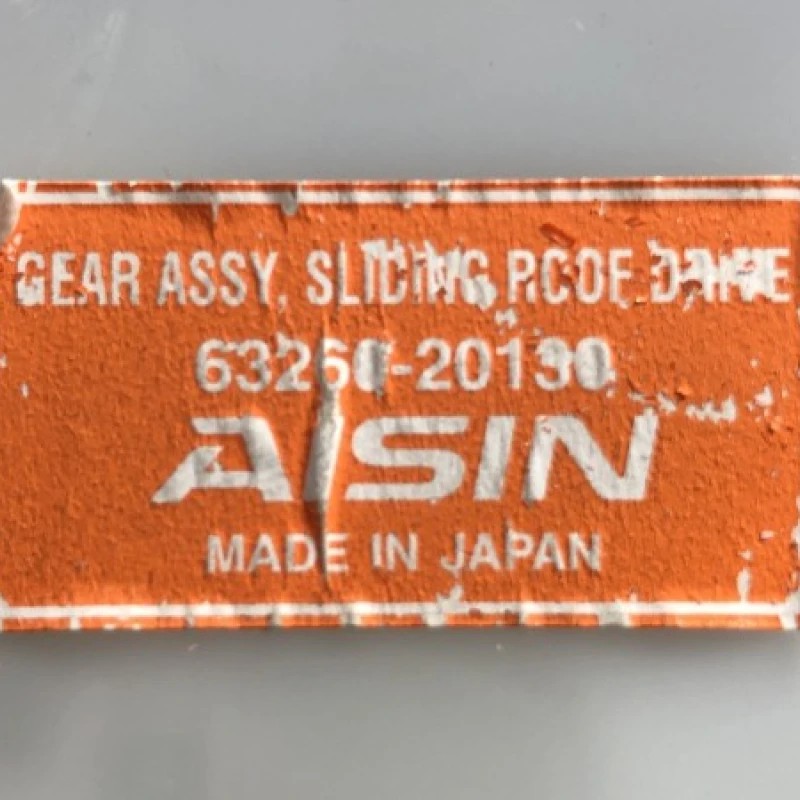 GEAR ASSY, SLIDING ROOF DRIVE
63260-20130
AISIN
MADE IN JAPAN